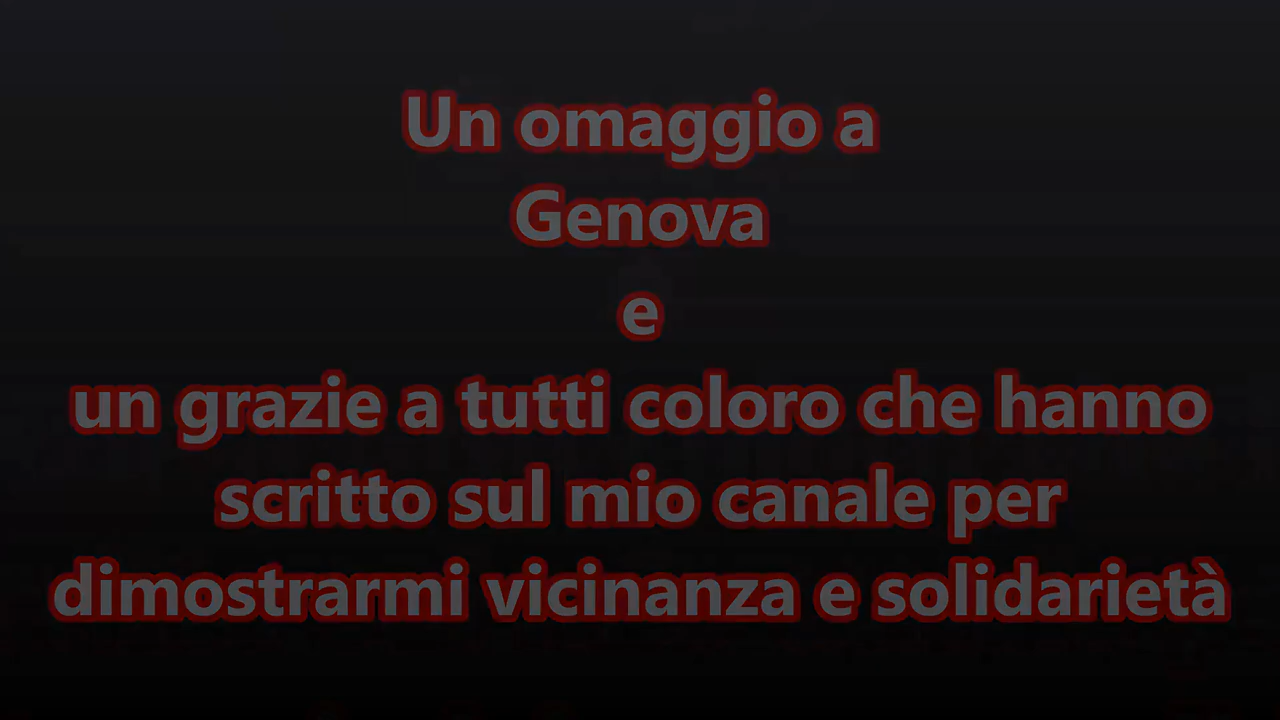 Un omaggio a
Genova
e
un grazie a tutti coloro che hanno
scritto sul mio canale per
dimostrarmi vicinanza e solidarietà